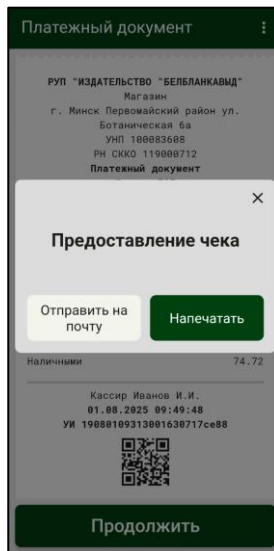 Платежный документ
РУП "ИЗДАТЕЛЬСТВО "БЕЛБЛАНКАВЫД"
Магазин
г. Минск Первомайский район ул.
Ботаническая 6а
УНП 100083608
РН СККО 119000712
Платежный документ
Предоставление чека
Отправить на
почту
Напечатать
Наличными 74.72
Кассир Иванов И.И.
01.08.2025 09:49:48
УИ 19080109313001630717ce88
Продолжить